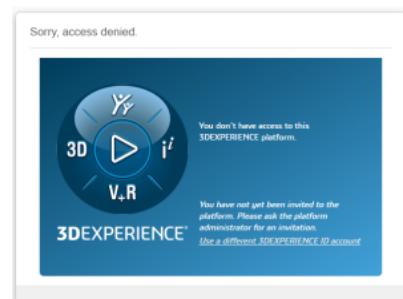 Sorry, access denied.
You don't have access to this
3DEXPERIENCE platform.
3D
i
V+R
You have not yet been invited to the
platform. Please ask the platform
administrator for an invitation.
3DEXPERIENCE
Use a different 3DEXPERIENCE ID account